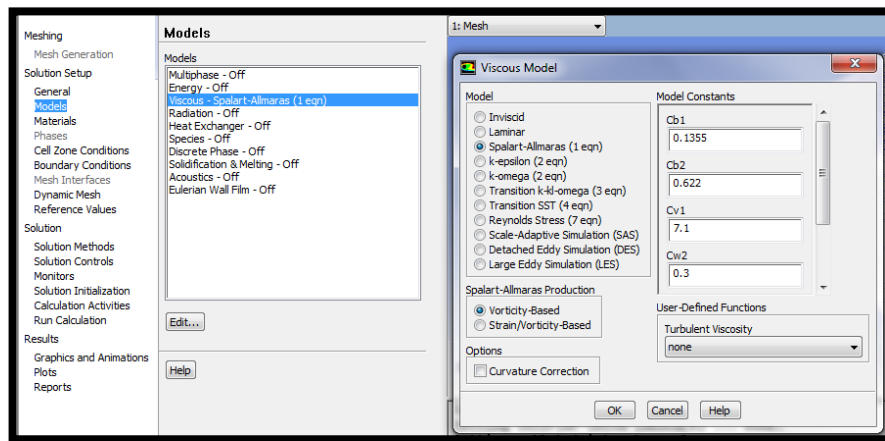 Meshing
Mesh Generation
Solution Setup
General
Models
Materials
Phases
Cell Zone Conditions
Boundary Conditions
Mesh Interfaces
Dynamic Mesh
Reference Values
Solution
Solution Methods
Solution Controls
Monitors
Solution Initialization
Calculation Activities
Run Calculation
Results
Graphics and Animations
Plots
Reports
Models
Models
Multiphase - Off
Energy - Off
Viscous - Spalart-Allmaras (1 eqn)
Radiation - Off
Heat Exchanger - Off
Species - Off
Discrete Phase - Off
Solidification & Melting - Off
Acoustics - Off
Eulerian Wall Film - Off
Edit...
Help
1: Mesh
Viscous Model
Model
Inviscid
Laminar
Spalart-Allmaras (1 eqn)
k-epsilon (2 eqn)
k-omega (2 eqn)
Transition k-kl-omega (3 eqn)
Transition SST (4 eqn)
Reynolds Stress (7 eqn)
Scale-Adaptive Simulation (SAS)
Detached Eddy Simulation (DES)
Large Eddy Simulation (LES)
Spalart-Allmaras Production
Vorticity-Based
Strain/Vorticity-Based
Options
Curvature Correction
Model Constants
Cb1
0.1355
Cb2
0.622
Cv1
7.1
Cw2
0.3
User-Defined Functions
Turbulent Viscosity
none
OK
Cancel
Help